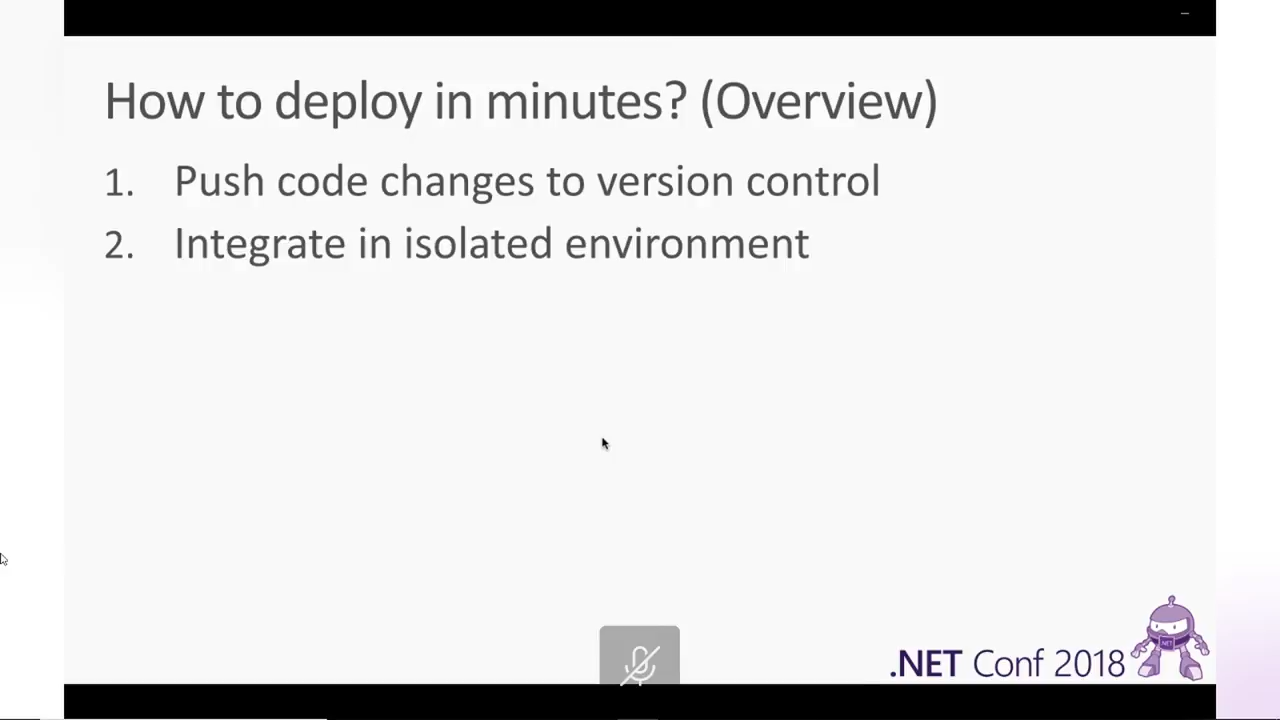 How to deploy in minutes? (Overview)
1. Push code changes to version control
2. Integrate in isolated environment
.NET Conf 2018
.NET